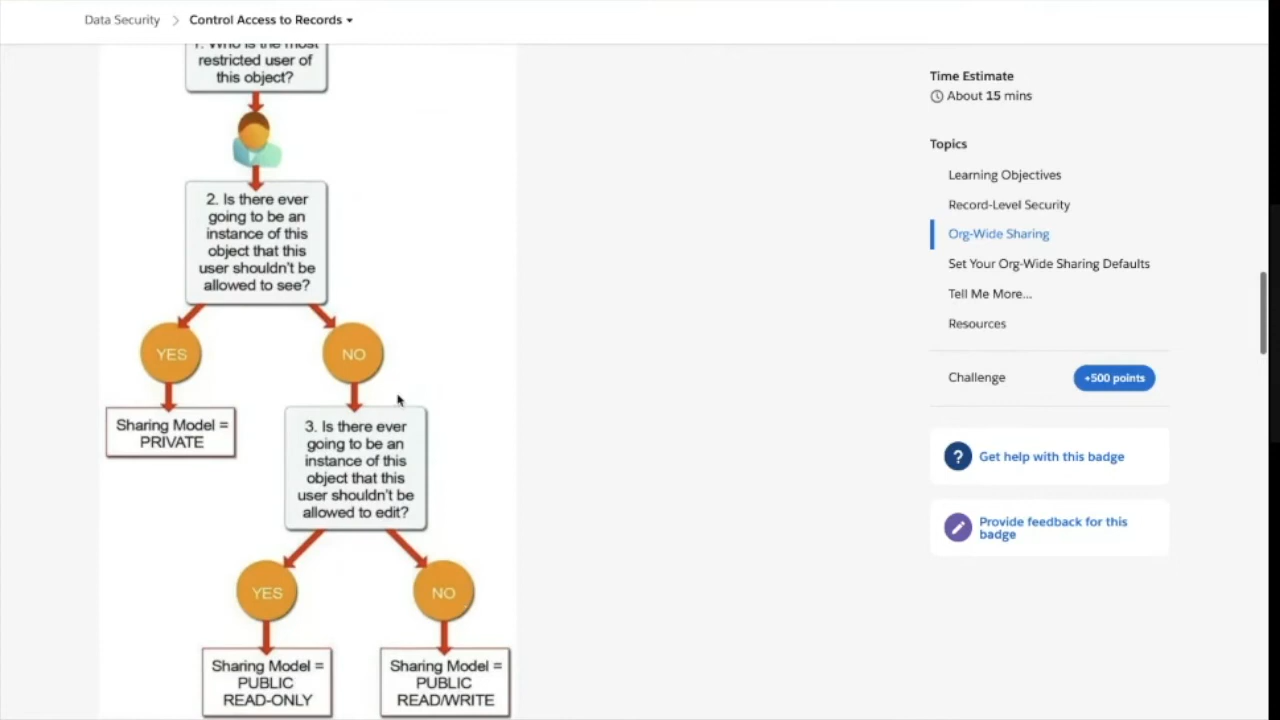 Data Security > Control Access to Records
1. Who is the most
restricted user of
this object?
2. Is there ever
going to be an
instance of this
object that this
user shouldn't be
allowed to see?
YES
NO
Sharing Model =
PRIVATE
3. Is there ever
going to be an
instance of this
object that this
user shouldn't be
allowed to edit?
YES
NO
Sharing Model =
PUBLIC
READ-ONLY
Sharing Model =
PUBLIC
READ/WRITE
Time Estimate
About 15 mins
Topics
Learning Objectives
Record-Level Security
Org-Wide Sharing
Set Your Org-Wide Sharing Defaults
Tell Me More...
Resources
Challenge
+500 points
? Get help with this badge
Provide feedback for this
badge